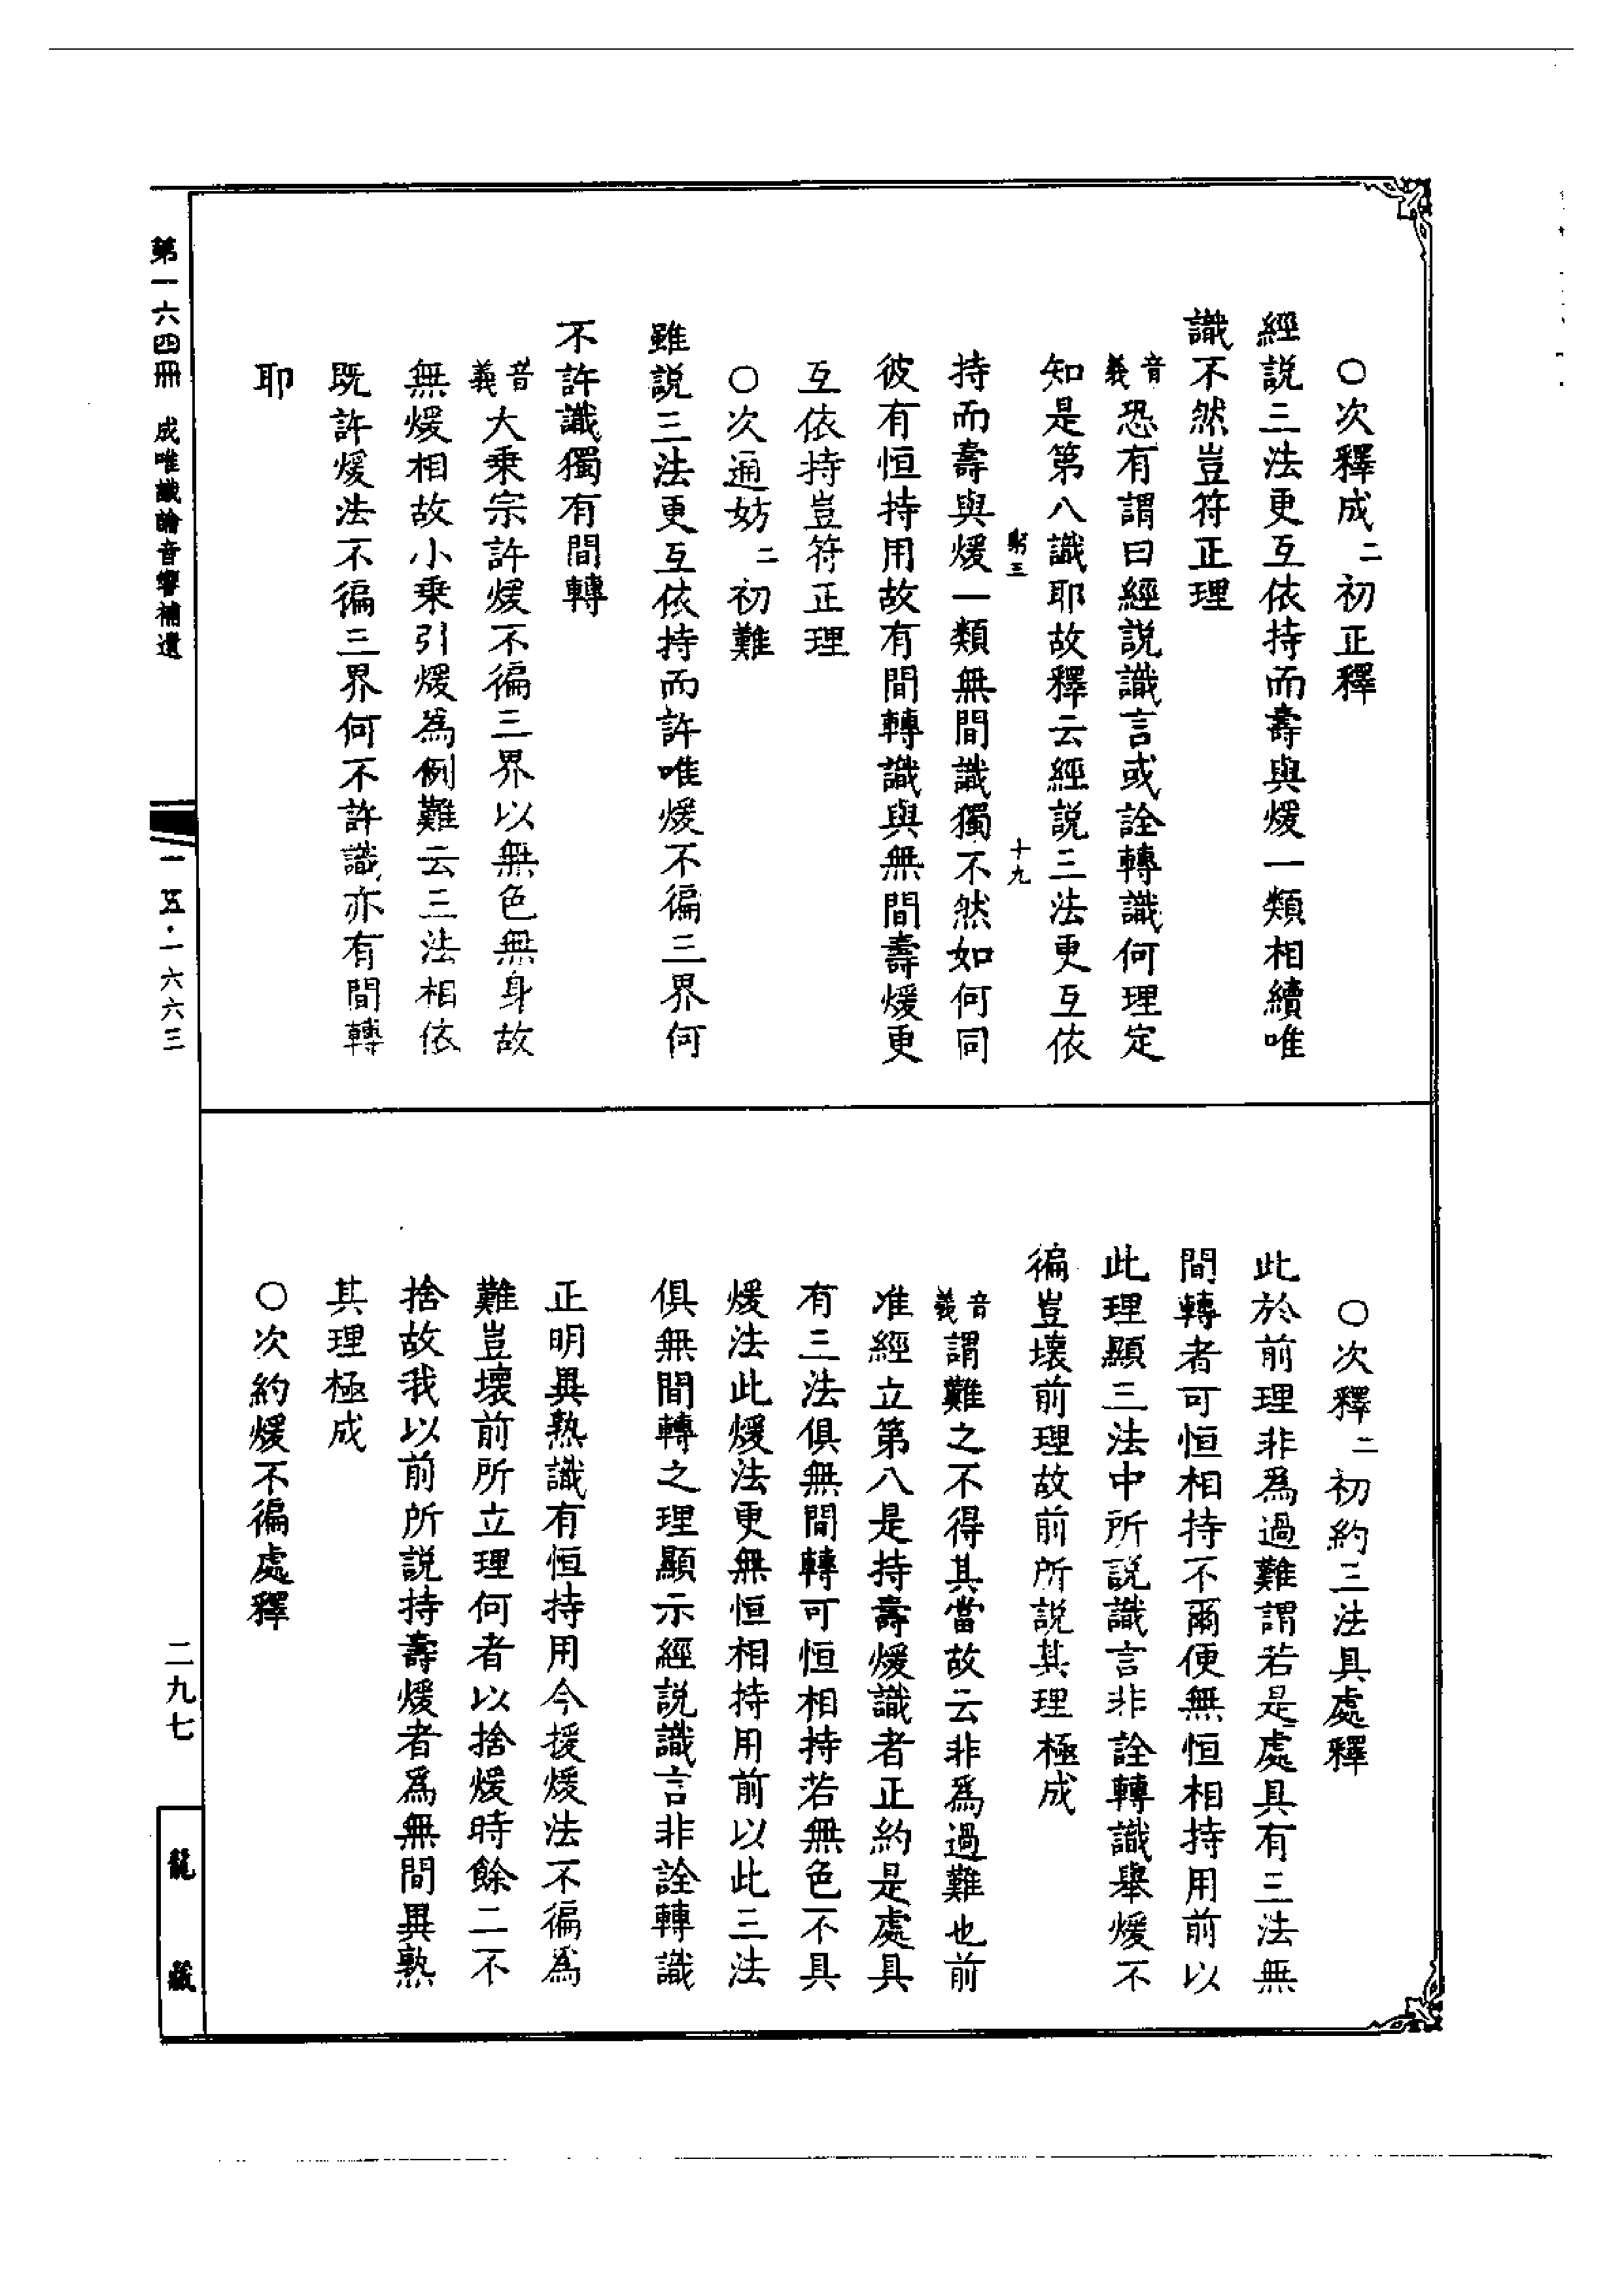 ○次釋成二初正釋
經説三法更互依持而壽與煖一類相續唯
識不然豈符正理
音義恐有謂曰經説識言或詮轉識何理定
知是第八識耶故釋云經説三法更互依
十九
持而壽與煖一類無間識獨不然如何同
彼有恒持用故有間轉識與無間壽煖更
互依持豈符正理
○次通妨二初難
雖説三法更互依持而許唯煖不徧三界何
不許識獨有間轉
音義大乗宗許煖不徧三界以無色無身故
無煖相故小乗引煖為例難云三法相依
既許煖法不徧三界何不許識亦有間轉
耶
○次釋二初約三法具處釋
此於前理非為過難謂若是處具有三法無
間轉者可恒相持不爾便無恒相持用前以
此理顯三法中所説識言非詮轉識舉煖不
徧豈壞前理故前所説其理極成
音義謂難之不得其當故云非為過難也前
准經立第八是持壽煖識者正約是處具
有三法俱無間轉可恒相持若無色不具
煖法此煖法更無恒相持用前以此三法
俱無間轉之理顯示經説識言非詮轉識
正明異熟識有恒持用今援煖法不徧為
難豈壞前所立理何者以捨煖時餘二不
捨故我以前所説持壽煖者為無間異熟
其理極成
○次約煖不徧處釋
第一六四冊 成唯識論音響補遺
一五·一六六三
二九七
龍藏